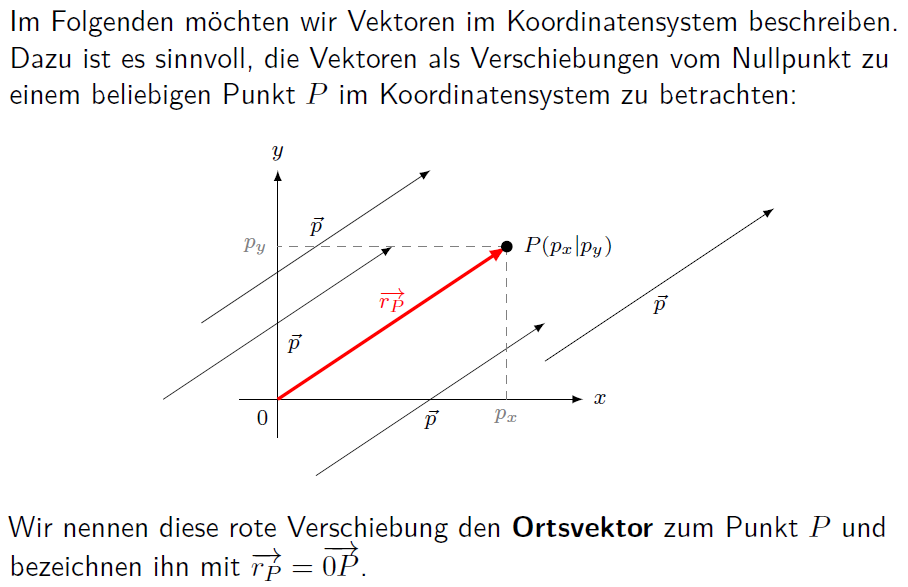 Im Folgenden möchten wir Vektoren im Koordinatensystem beschreiben.
Dazu ist es sinnvoll, die Vektoren als Verschiebungen vom Nullpunkt zu
einem beliebigen Punkt P im Koordinatensystem zu betrachten:
y
p⃗
p_y
P(p_x|p_y)
r_P⃗
p⃗
p⃗
x
0
p⃗
p_x
Wir nennen diese rote Verschiebung den Ortsvektor zum Punkt P und
bezeichnen ihn mit r_P⃗ = 0P⃗.